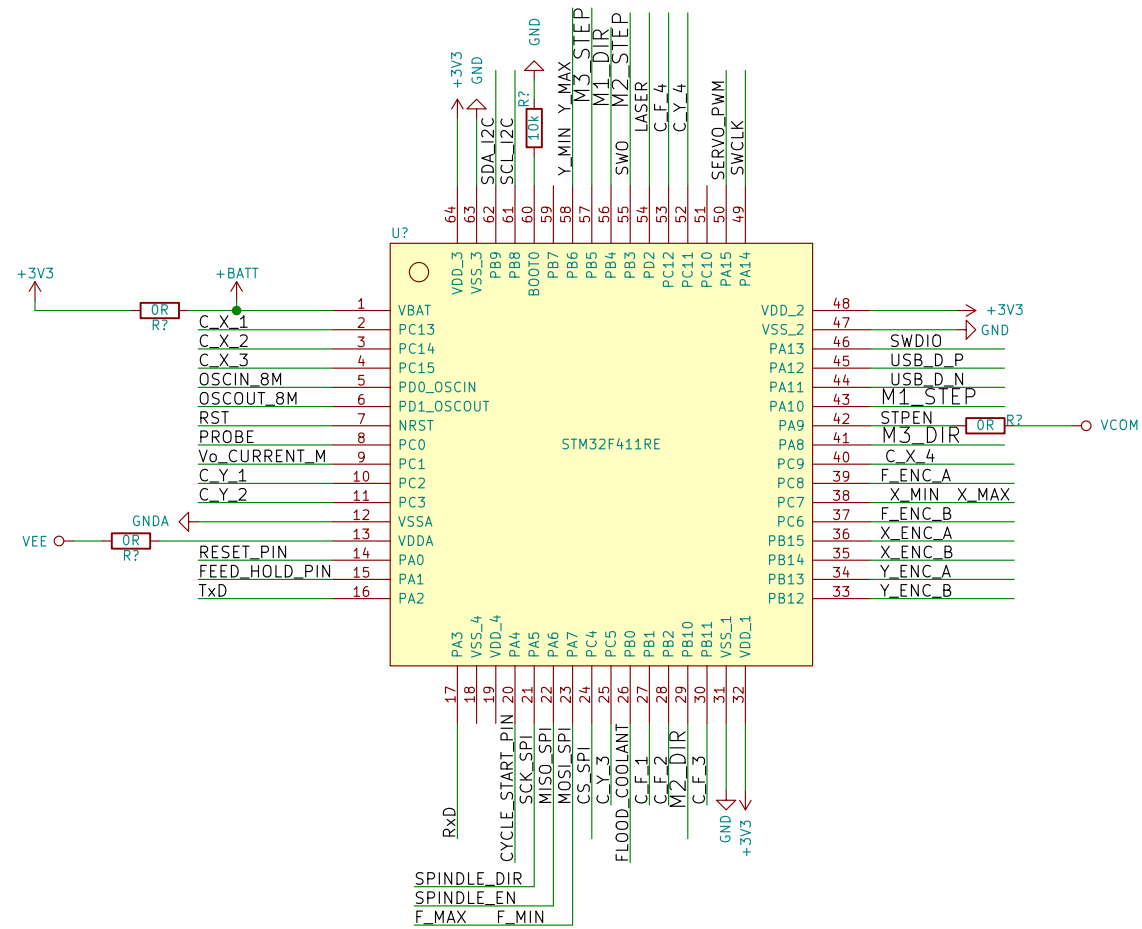 GND
Y_MIN Y_MAX
M3_STEP
M1_DIR
SWO M2_STEP
LASER
C_F_4
C_Y_4
+3V3
GND
SDA_I2C
SCL_I2C
R?
10k
SERVO_PWM
SWCLK
64 63 62 61 60 59 58 57 56 55 54 53 52 51 50 49
U?
VDD_3 VSS_3 PB9 PB8 BOOT0 PB7 PB6 PB5 PB4 PB3 PD2 PC12 PC11 PC10 PA15 PA14
+3V3
+BATT
0R
R?
1 VBAT
C_X_1 2 PC13
C_X_2 3 PC14
C_X_3 4 PC15
OSCIN_8M 5 PD0_OSCIN
OSCOUT_8M 6 PD1_OSCOUT
RST 7 NRST
PROBE 8 PC0
Vo_CURRENT_M 9 PC1
C_Y_1 10 PC2
C_Y_2 11 PC3
GNDA 12 VSSA
VEE 0R 13 VDDA
R?
RESET_PIN 14 PA0
FEED_HOLD_PIN 15 PA1
TxD 16 PA2
STM32F411RE
VDD_2 48 +3V3
VSS_2 47 GND
PA13 46 SWDIO
PA12 45 USB_D_P
PA11 44 USB_D_N
PA10 43 M1_STEP
PA9 42 STPEN 0R R? VCOM
PA8 41 M3_DIR
PC9 40 C_X_4
PC8 39 F_ENC_A
PC7 38 X_MIN X_MAX
PC6 37 F_ENC_B
PB15 36 X_ENC_A
PB14 35 X_ENC_B
PB13 34 Y_ENC_A
PB12 33 Y_ENC_B
PA3 VSS_4 VDD_4 PA4 PA5 PA6 PA7 PC4 PC5 PB0 PB1 PB2 PB10 PB11 VSS_1 VDD_1
17 18 19 20 21 22 23 24 25 26 27 28 29 30 31 32
RxD
CYCLE_START_PIN
SCK_SPI
MISO_SPI
MOSI_SPI
CS_SPI
C_Y_3
FLOOD_COOLANT
C_F_1
C_F_2
M2_DIR
C_F_3
GND
+3V3
SPINDLE_DIR
SPINDLE_EN
F_MAX F_MIN